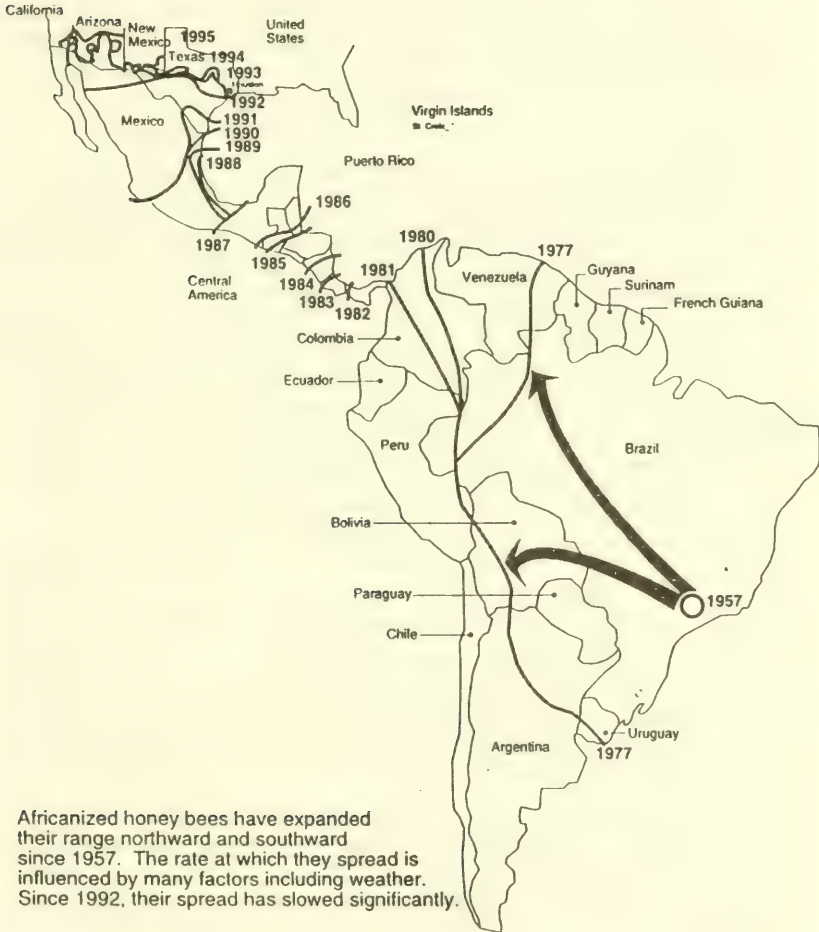 California
Arizona
New
Mexico
1995
United
States
Texas 1994
1993
Houston
1992
Mexico
1991
1990
1989
1988
Virgin Islands
St. Croix
Puerto Rico
1986
1987
1985
1980
1977
Central
America
1984
1983
1982
1981
Venezuela
Guyana
Surinam
French Guiana
Colombia
Ecuador
Peru
Brazil
Bolivia
Paraguay
1957
Chile
Uruguay
Argentina
1977
Africanized honey bees have expanded
their range northward and southward
since 1957. The rate at which they spread is
influenced by many factors including weather.
Since 1992, their spread has slowed significantly.